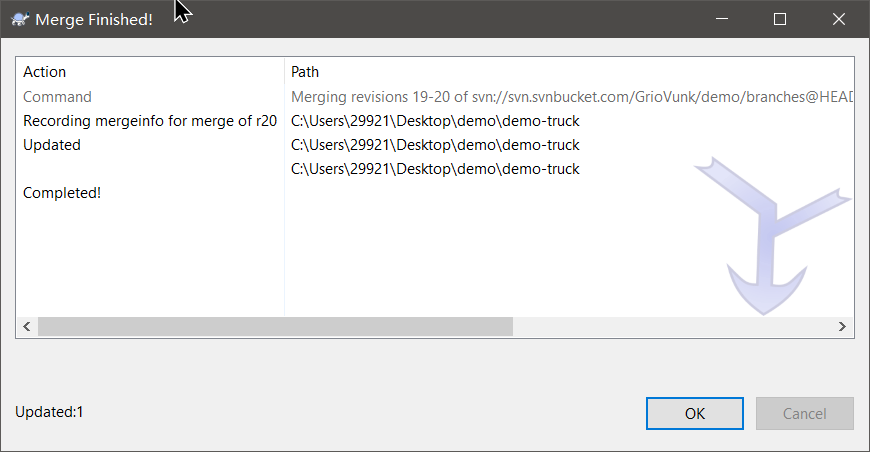 Merge Finished!
Action Path
Command Merging revisions 19-20 of svn://svn.svnbucket.com/GrioVunk/demo/branches@HEAD
Recording mergeinfo for merge of r20 C:\Users\29921\Desktop\demo\demo-truck
Updated C:\Users\29921\Desktop\demo\demo-truck
C:\Users\29921\Desktop\demo\demo-truck
Completed!
Updated:1
OK Cancel